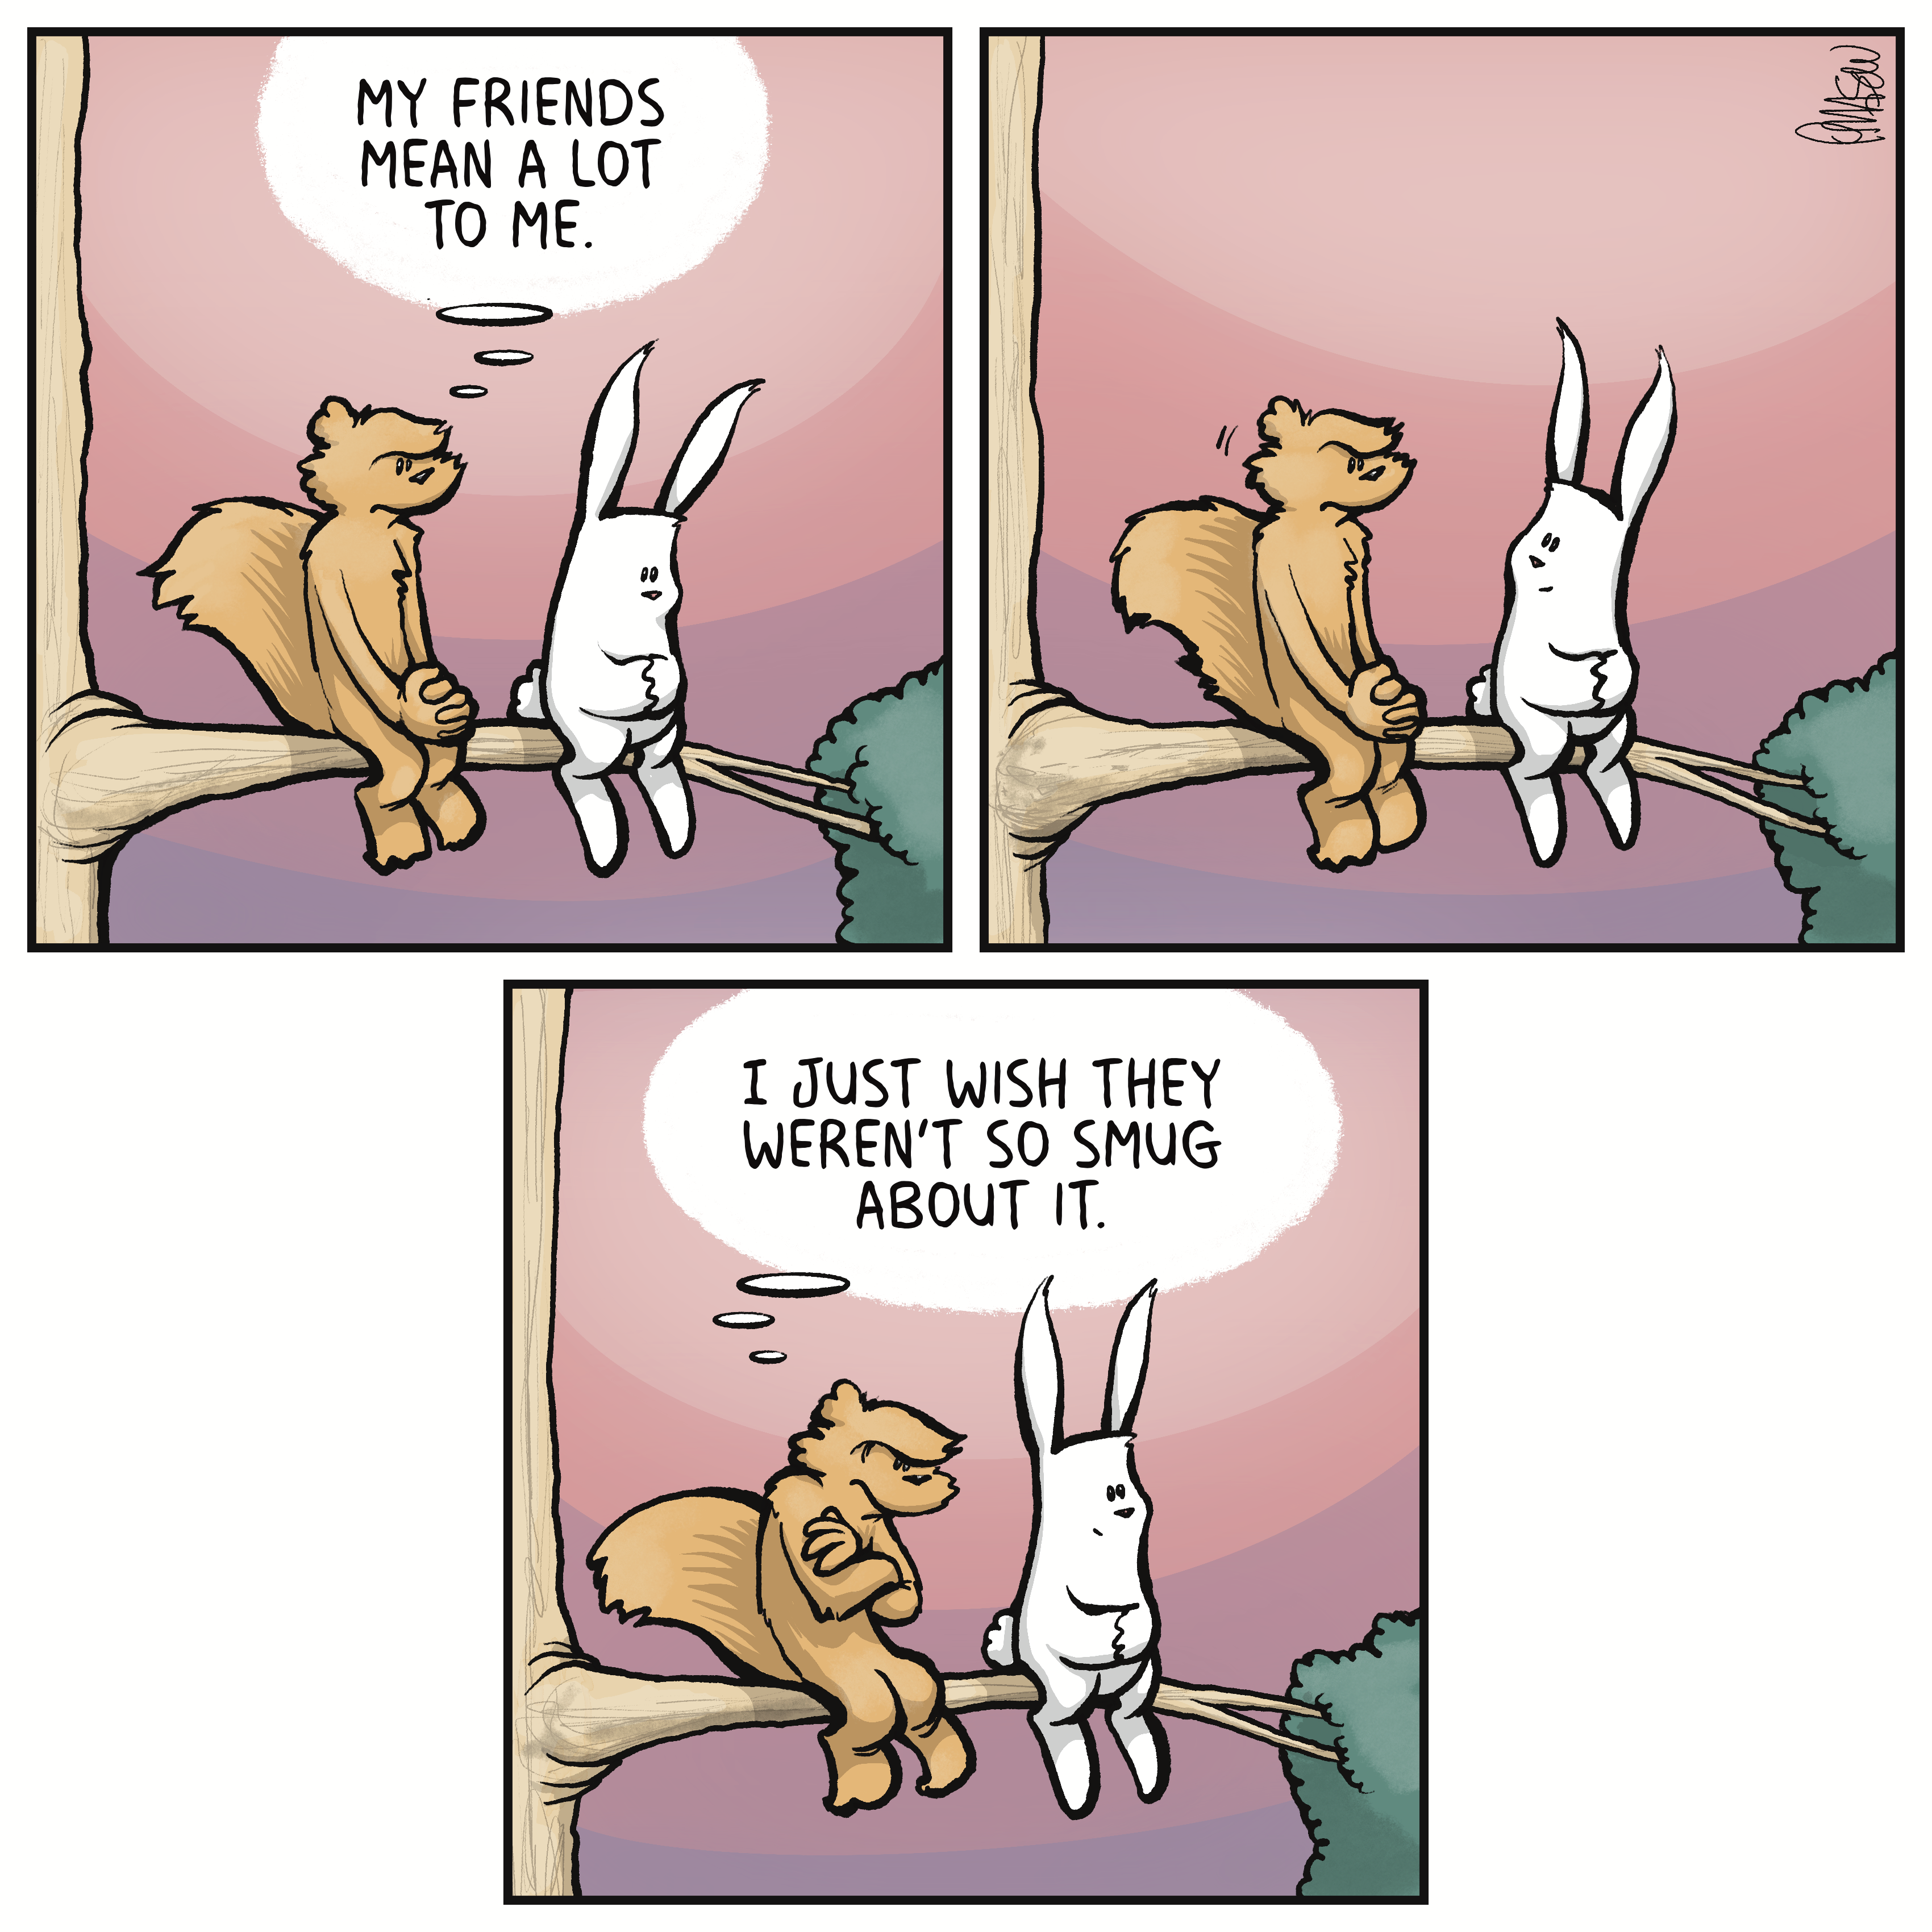 MY FRIENDS
MEAN A LOT
TO ME.
I JUST WISH THEY
WEREN'T SO SMUG
ABOUT IT.